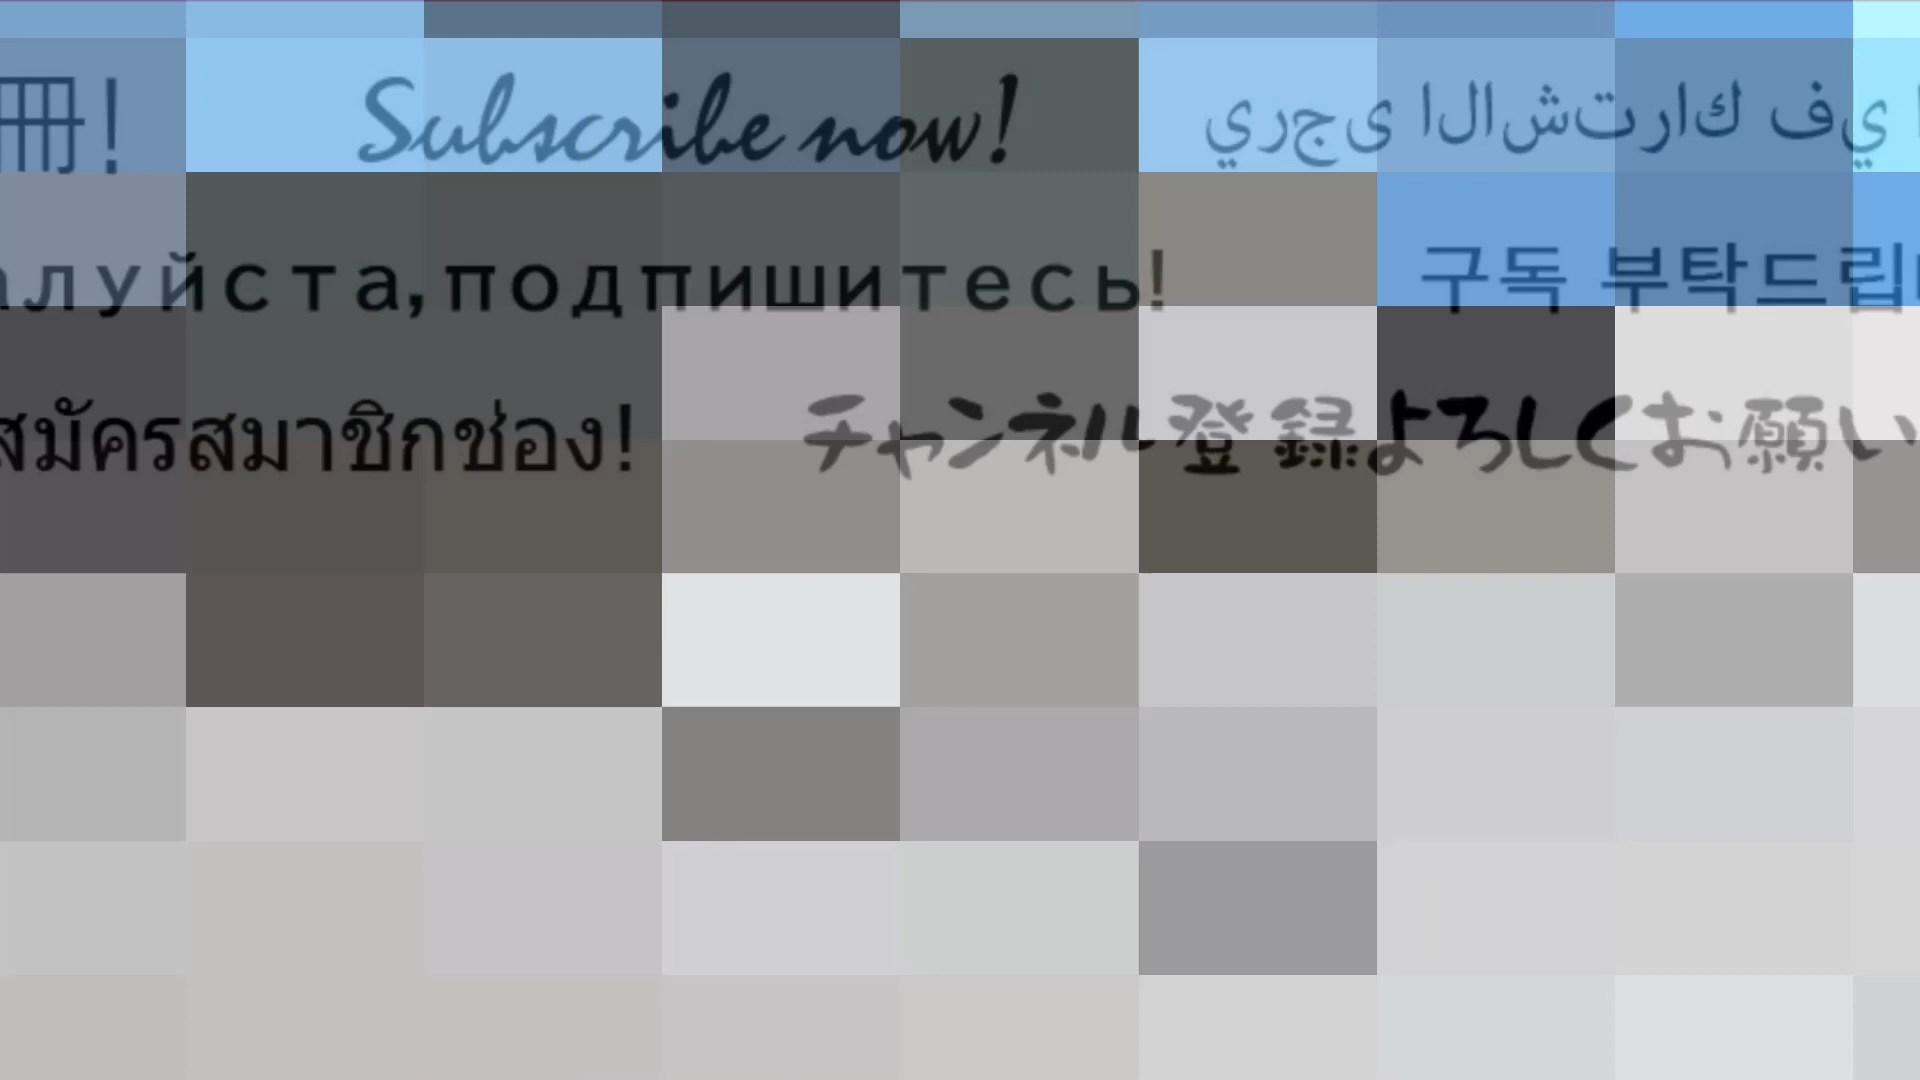 冊! Subscribe now! يرجى الاشتراك في
алуйста, подпишитесь! 구독 부탁드립
สมัครสมาชิกช่อง! チャンネル登録よろしくお願い